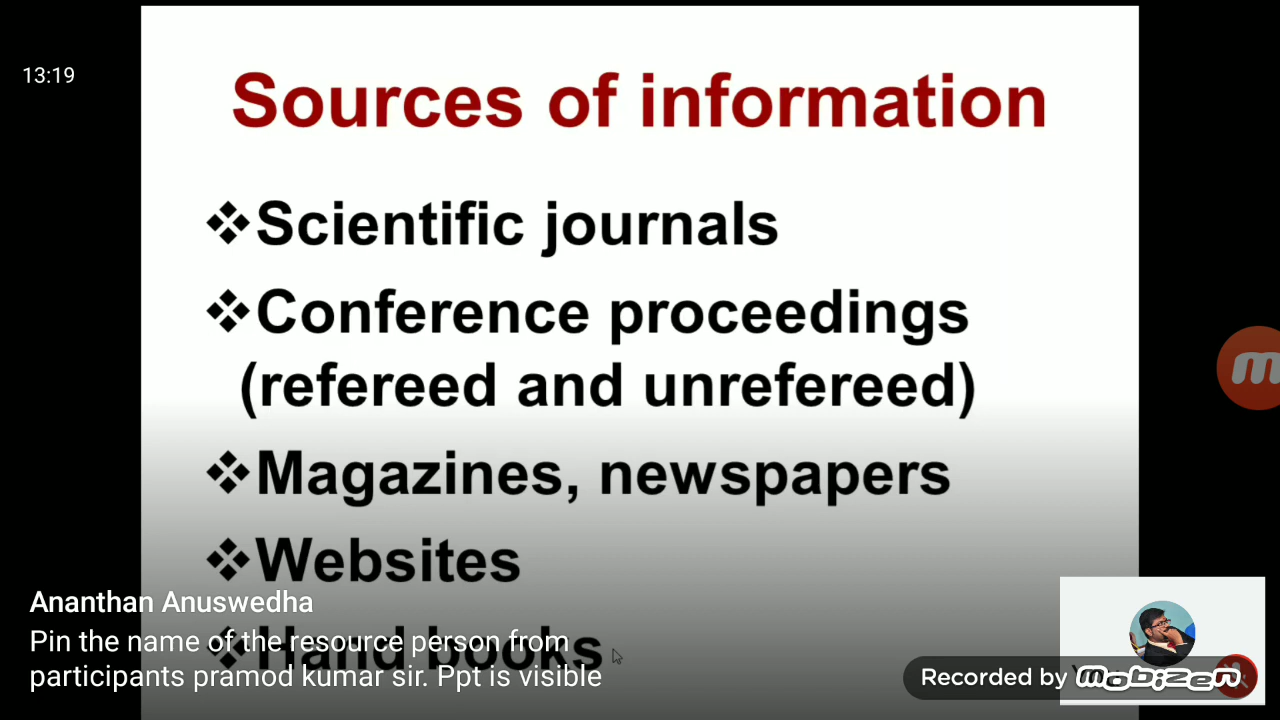 13:19
Sources of information
❖Scientific journals
❖Conference proceedings
(refereed and unrefereed)
❖Magazines, newspapers
❖Websites
❖Hand books
Ananthan Anuswedha
Pin the name of the resource person from
participants pramod kumar sir. Ppt is visible
Recorded by mobizen